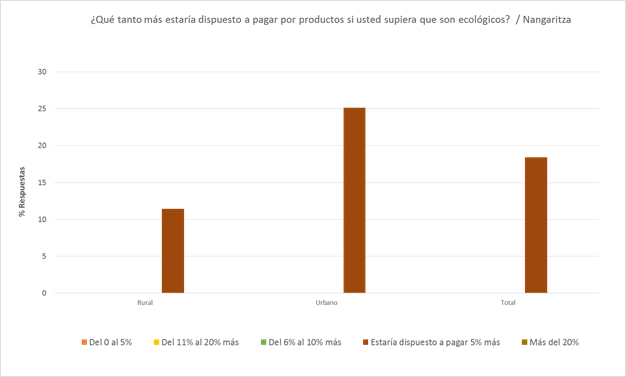 ¿Qué tanto más estaría dispuesto a pagar por productos si usted supiera que son ecológicos?  / Nangaritza
30
25
20
15
10
5
0
% Respuestas
Rural Urbano Total
Del 0 al 5% Del 11% al 20% más Del 6% al 10% más Estaría dispuesto a pagar 5% más Más del 20%